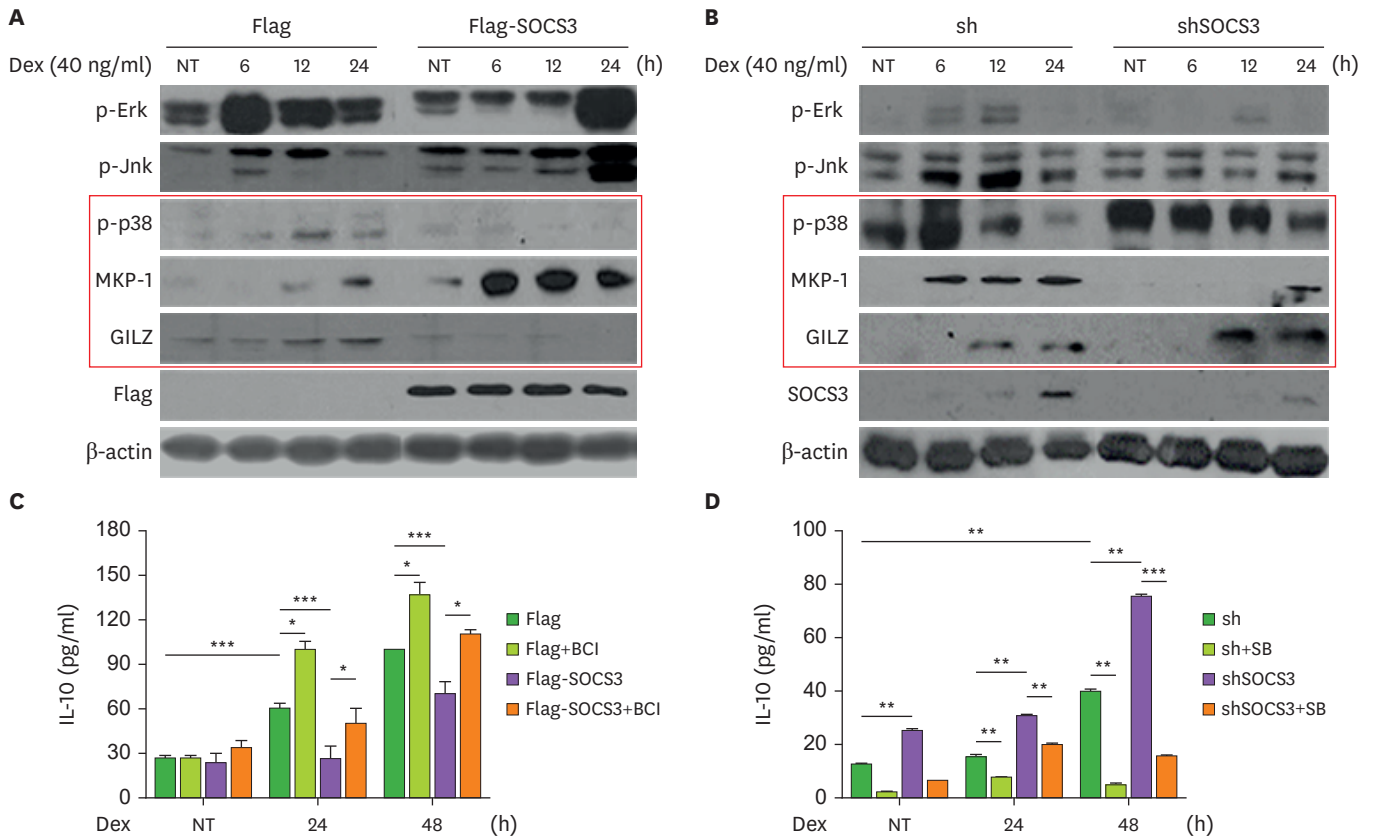 A
Flag Flag-SOCS3
Dex (40 ng/ml) NT 6 12 24 NT 6 12 24 (h)
p-Erk
p-Jnk
p-p38
MKP-1
GILZ
Flag
β-actin
B
sh shSOCS3
Dex (40 ng/ml) NT 6 12 24 NT 6 12 24 (h)
p-Erk
p-Jnk
p-p38
MKP-1
GILZ
SOCS3
β-actin
C
IL-10 (pg/ml)
180
150
120
90
60
30
0
***
***
*
*
***
*
*
Flag
Flag+BCI
Flag-SOCS3
Flag-SOCS3+BCI
Dex NT 24 48 (h)
D
IL-10 (pg/ml)
100
80
60
40
20
0
**
**
**
**
**
**
**
***
sh
sh+SB
shSOCS3
shSOCS3+SB
Dex NT 24 48 (h)